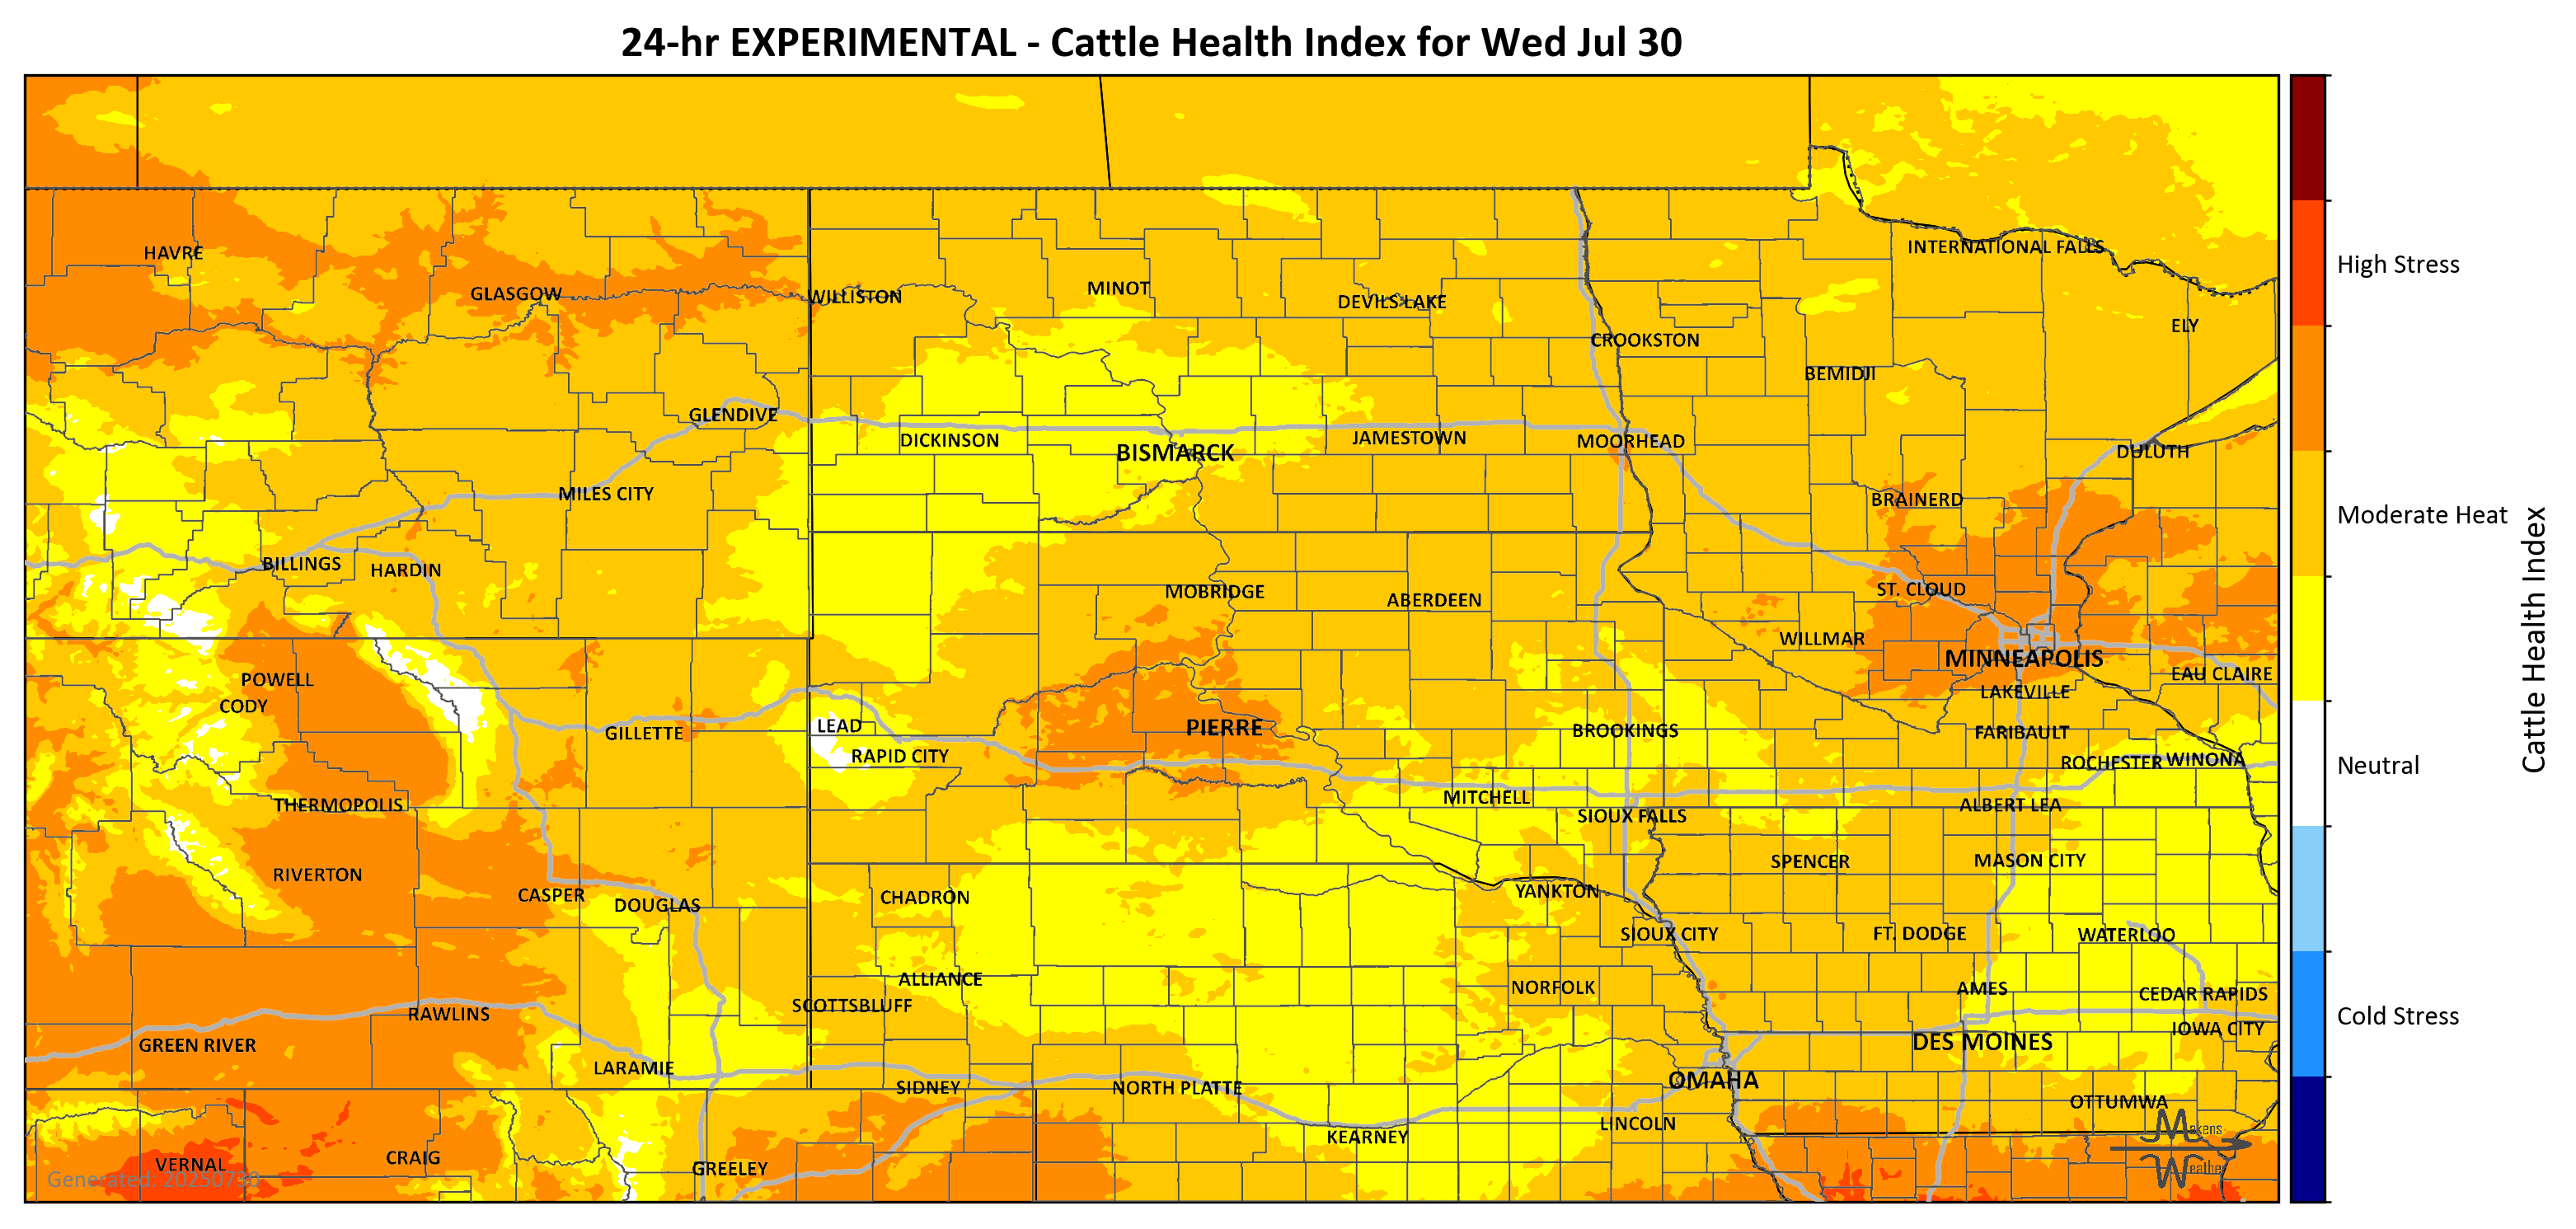 24-hr EXPERIMENTAL - Cattle Health Index for Wed Jul 30
HAVRE
INTERNATIONAL FALLS
GLASGOW
WILLISTON
MINOT
DEVILS LAKE
ELY
CROOKSTON
BEMIDJI
GLENDIVE
DICKINSON
BISMARCK
JAMESTOWN
MOORHEAD
DULUTH
MILES CITY
BRAINERD
BILLINGS
HARDIN
MOBRIDGE
ABERDEEN
ST. CLOUD
WILLMAR
MINNEAPOLIS
POWELL
EAU CLAIRE
LAKEVILLE
CODY
GILLETTE
LEAD
PIERRE
BROOKINGS
FARIBAULT
RAPID CITY
ROCHESTER
WINONA
THERMOPOLIS
MITCHELL
ALBERT LEA
SIOUX FALLS
SPENCER
MASON CITY
RIVERTON
CASPER
DOUGLAS
CHADRON
YANKTON
SIOUX CITY
FT. DODGE
WATERLOO
ALLIANCE
NORFOLK
AMES
CEDAR RAPIDS
SCOTTSBLUFF
RAWLINS
IOWA CITY
GREEN RIVER
DES MOINES
LARAMIE
OMAHA
SIDNEY
NORTH PLATTE
OTTUMWA
LINCOLN
KEARNEY
VERNAL
CRAIG
GREELEY
Generated: 20250730
Makens
Weather
High Stress
Moderate Heat
Neutral
Cold Stress
Cattle Health Index